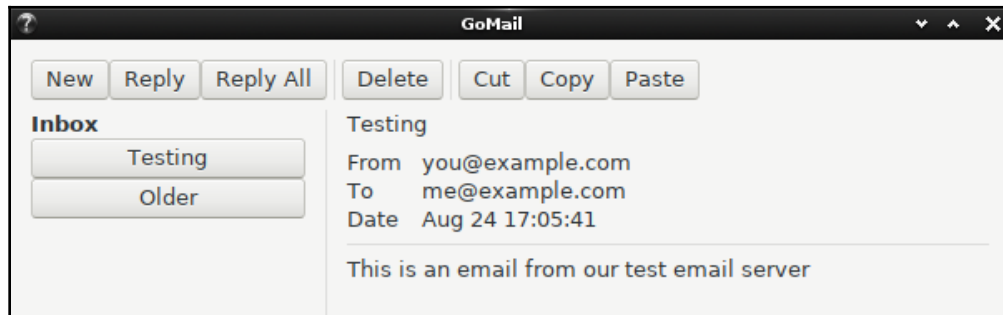 GoMail
New Reply Reply All Delete Cut Copy Paste
Inbox
Testing
Older
Testing
From you@example.com
To me@example.com
Date Aug 24 17:05:41
This is an email from our test email server